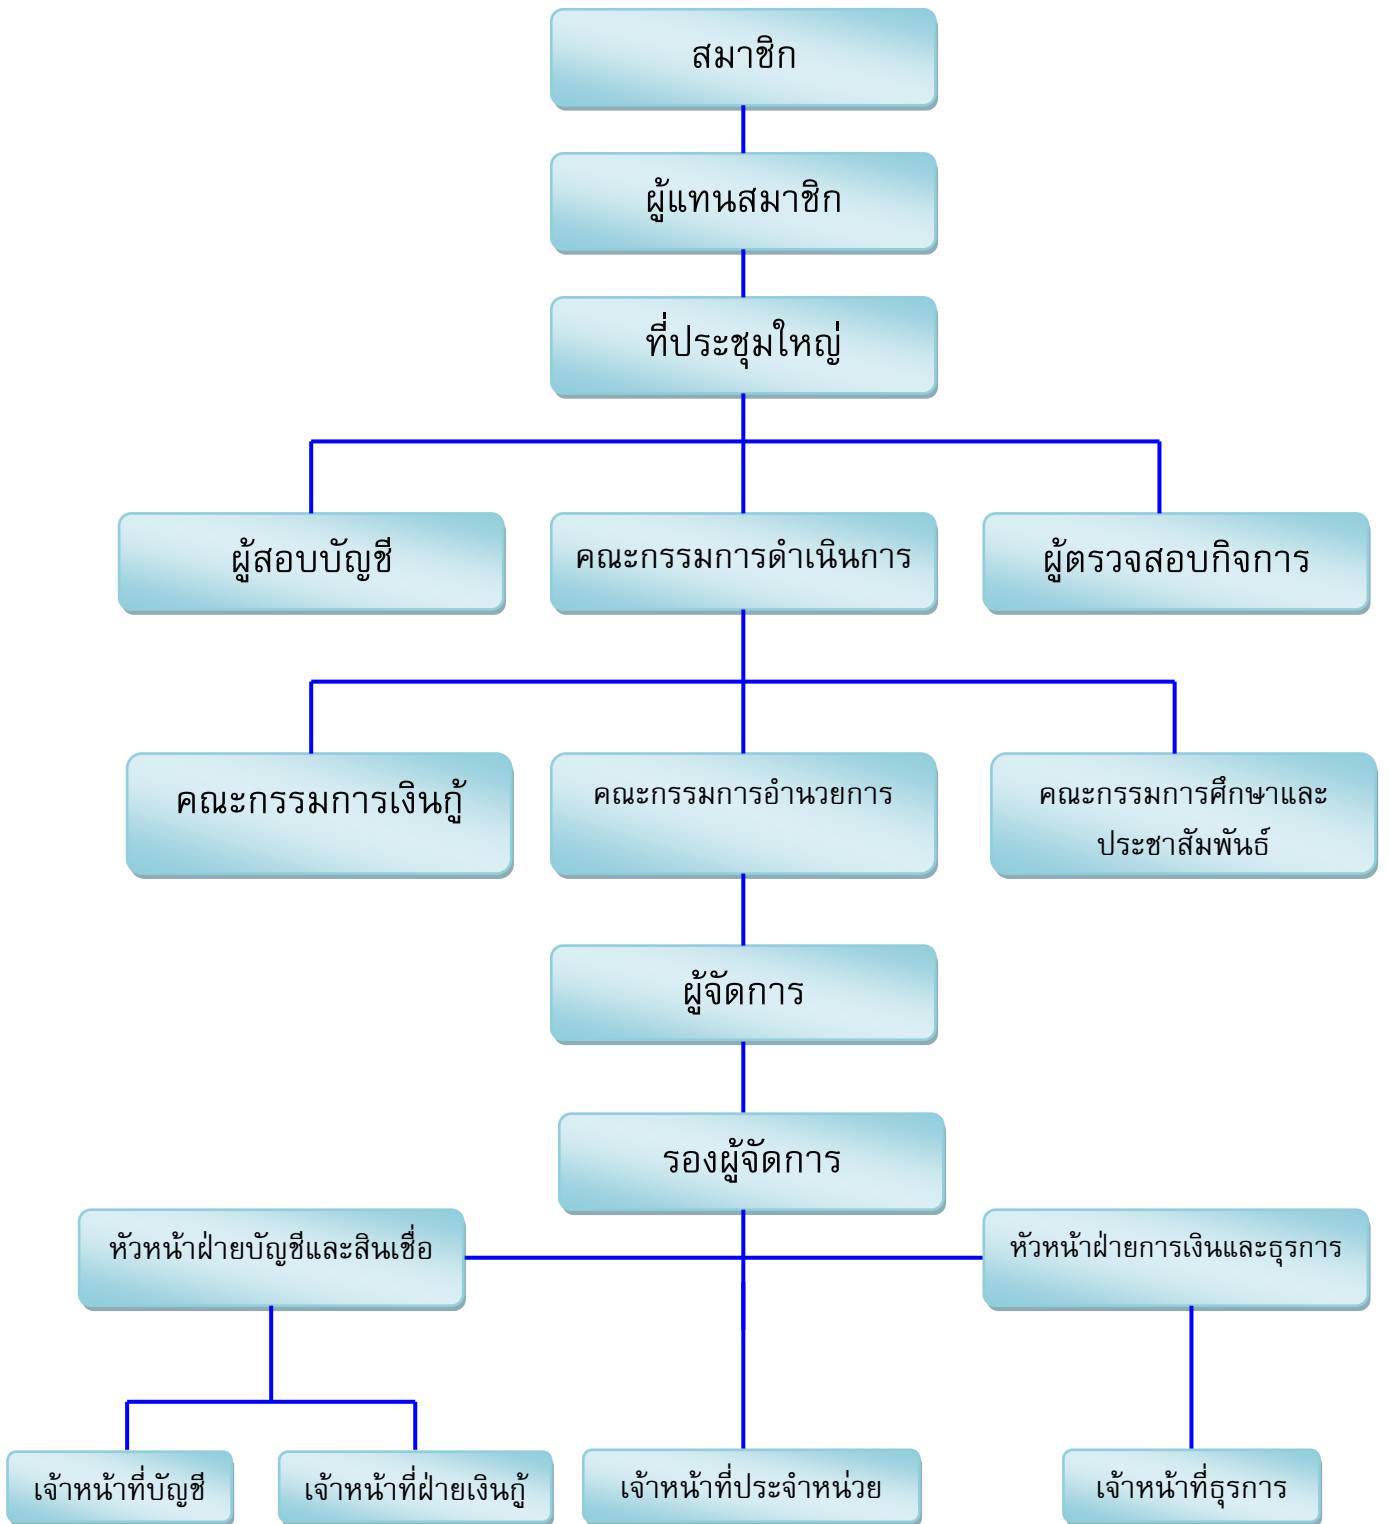 สมาชิก
ผู้แทนสมาชิก
ที่ประชุมใหญ่
ผู้สอบบัญชี
คณะกรรมการดำเนินการ
ผู้ตรวจสอบกิจการ
คณะกรรมการเงินกู้
คณะกรรมการอำนวยการ
คณะกรรมการศึกษาและ
ประชาสัมพันธ์
ผู้จัดการ
รองผู้จัดการ
หัวหน้าฝ่ายบัญชีและสินเชื่อ
หัวหน้าฝ่ายการเงินและธุรการ
เจ้าหน้าที่บัญชี
เจ้าหน้าที่ฝ่ายเงินกู้
เจ้าหน้าที่ประจำหน่วย
เจ้าหน้าที่ธุรการ